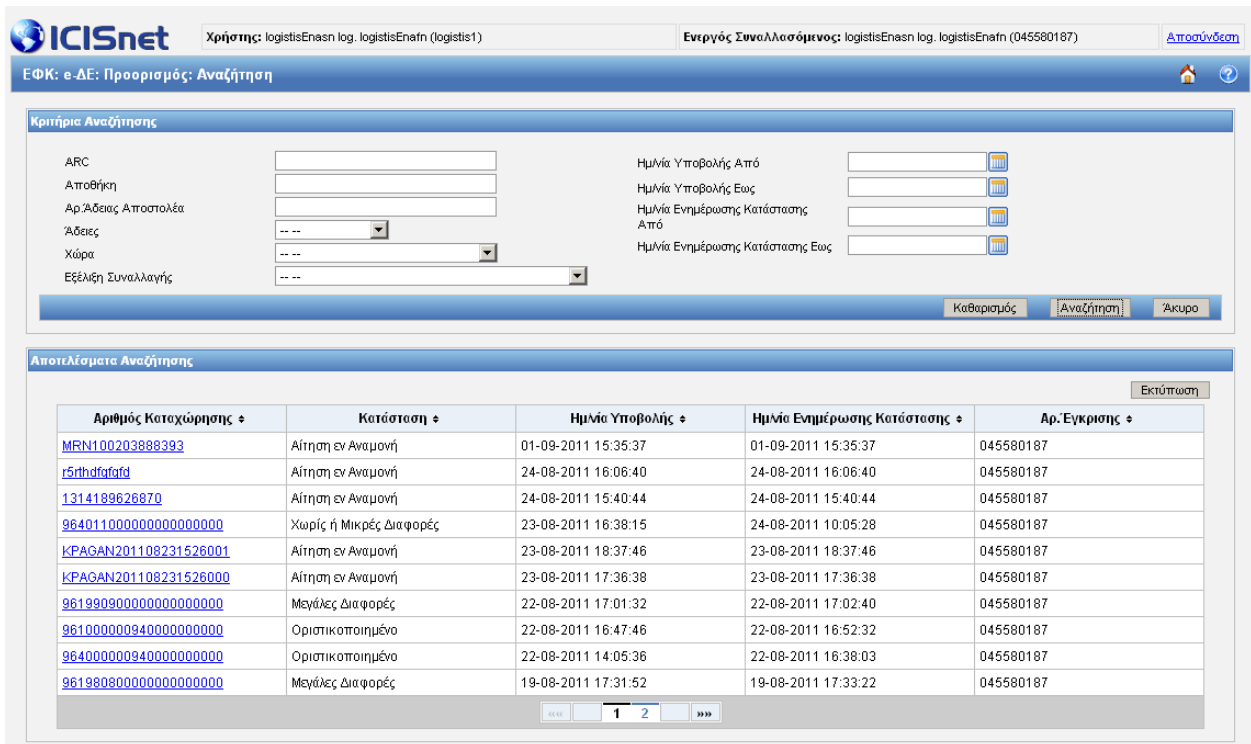 ICISnet
Χρήστης: logistisEnasn log. logistisEnafn (logistis1) Ενεργός Συναλλασόμενος: logistisEnasn log. logistisEnafn (045580187) Αποσύνδεση
ΕΦΚ: e-ΔΕ: Προορισμός: Αναζήτηση
Κριτήρια Αναζήτησης
ARC
Αποθήκη
Αρ.Άδειας Αποστολέα
Άδειες -- --
Χώρα -- --
Εξέλιξη Συναλλαγής -- --
Ημ/νία Υποβολής Από
Ημ/νία Υποβολής Εως
Ημ/νία Ενημέρωσης Κατάστασης
Από
Ημ/νία Ενημέρωσης Κατάστασης Εως
Καθαρισμός Αναζήτηση Άκυρο
Αποτελέσματα Αναζήτησης
Εκτύπωση
Αριθμός Καταχώρησης Κατάσταση Ημ/νία Υποβολής Ημ/νία Ενημέρωσης Κατάστασης Αρ.Έγκρισης
MRN100203888393 Αίτηση εν Αναμονή 01-09-2011 15:35:37 01-09-2011 15:35:37 045580187
r5rthdfgfgfd Αίτηση εν Αναμονή 24-08-2011 16:06:40 24-08-2011 16:06:40 045580187
1314189626870 Αίτηση εν Αναμονή 24-08-2011 15:40:44 24-08-2011 15:40:44 045580187
964011000000000000000 Χωρίς ή Μικρές Διαφορές 23-08-2011 16:38:15 24-08-2011 10:05:28 045580187
KPAGAN201108231526001 Αίτηση εν Αναμονή 23-08-2011 18:37:46 23-08-2011 18:37:46 045580187
KPAGAN201108231526000 Αίτηση εν Αναμονή 23-08-2011 17:36:38 23-08-2011 17:36:38 045580187
961990900000000000000 Μεγάλες Διαφορές 22-08-2011 17:01:32 22-08-2011 17:02:40 045580187
961000000940000000000 Οριστικοποιημένο 22-08-2011 16:47:46 22-08-2011 16:52:32 045580187
964000000940000000000 Οριστικοποιημένο 22-08-2011 14:05:36 22-08-2011 16:38:03 045580187
961980800000000000000 Μεγάλες Διαφορές 19-08-2011 17:31:52 19-08-2011 17:33:22 045580187
«« 1 2 »»